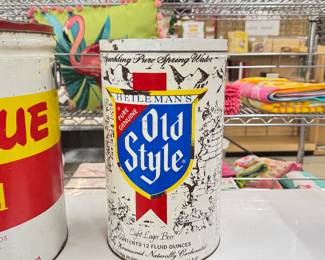 Sparkling Pure Spring Water
HEILEMAN'S
PURE
GENUINE
Old
Style®
Light Lager Beer
CONTENTS 12 FLUID OUNCES
Naturally Carbonated
UE